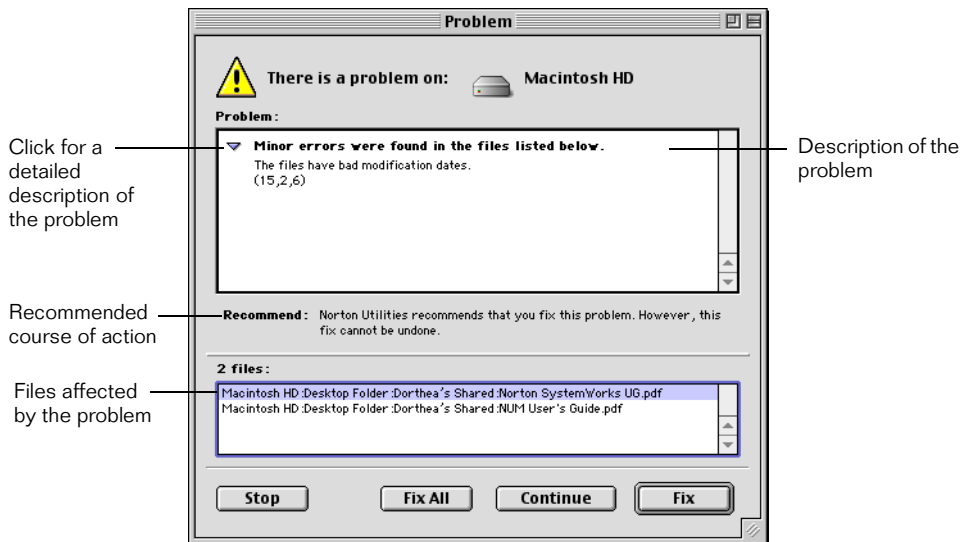 Problem
There is a problem on:
Macintosh HD
Problem:
Click for a
detailed
description of
the problem
Minor errors were found in the files listed below.
The files have bad modification dates.
(15,2,6)
Description of the
problem
Recommended
course of action
Recommend: Norton Utilities recommends that you fix this problem. However, this
fix cannot be undone.
2 files:
Files affected
by the problem
Macintosh HD:Desktop Folder:Dorthea's Shared:Norton SystemWorks UG.pdf
Macintosh HD:Desktop Folder:Dorthea's Shared:NUM User's Guide.pdf
Stop
Fix All
Continue
Fix